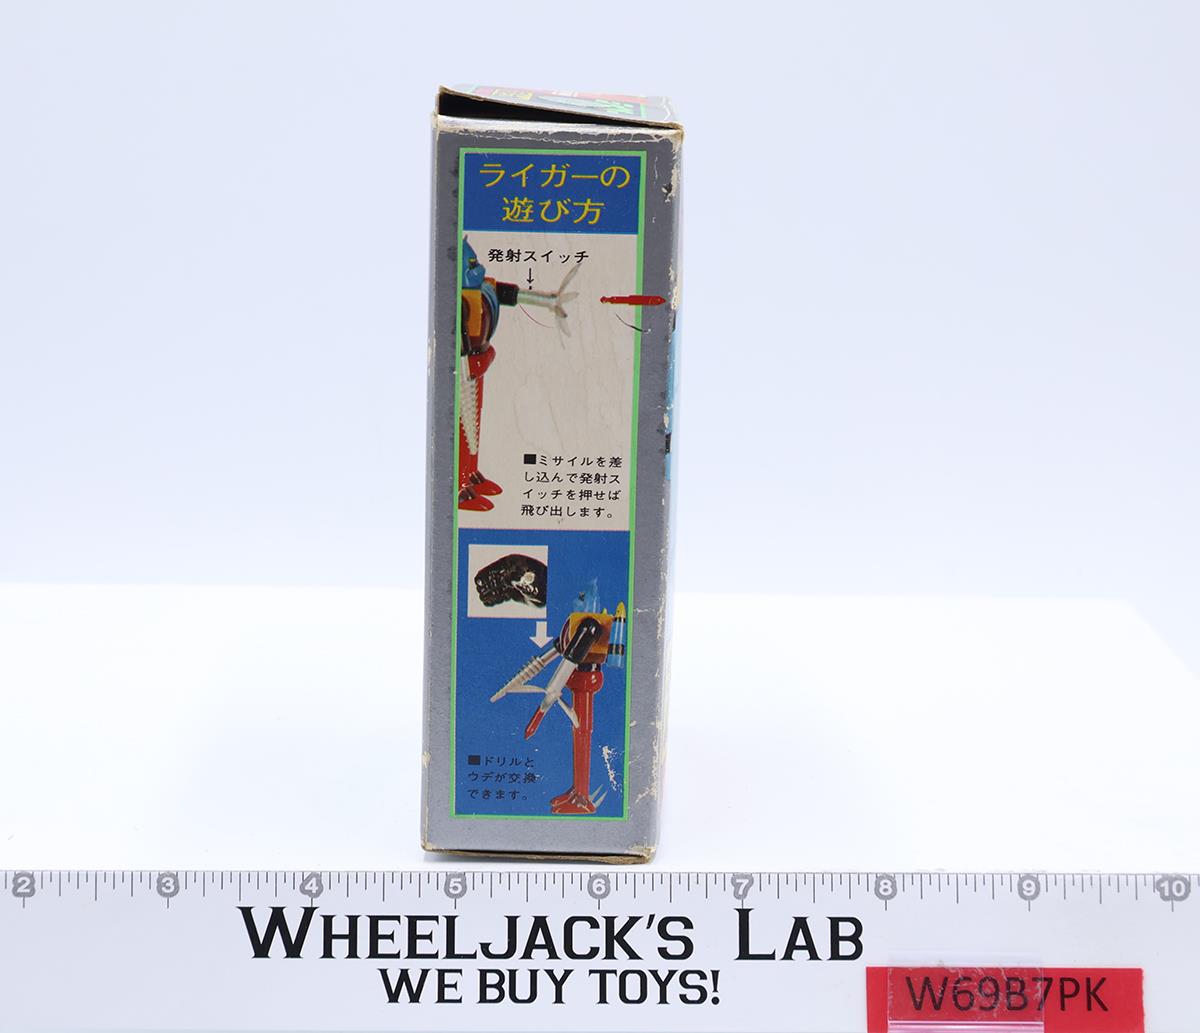 ライガーの
遊び方
発射スイッチ
↓
■ミサイルを差
し込んで発射ス
イッチを押せば
飛び出します。
■ドリルと
ウデが交換
できます。
2 3 4 5 6 7 8 9 10
WHEELJACK'S LAB
WE BUY TOYS!
W69B7PK